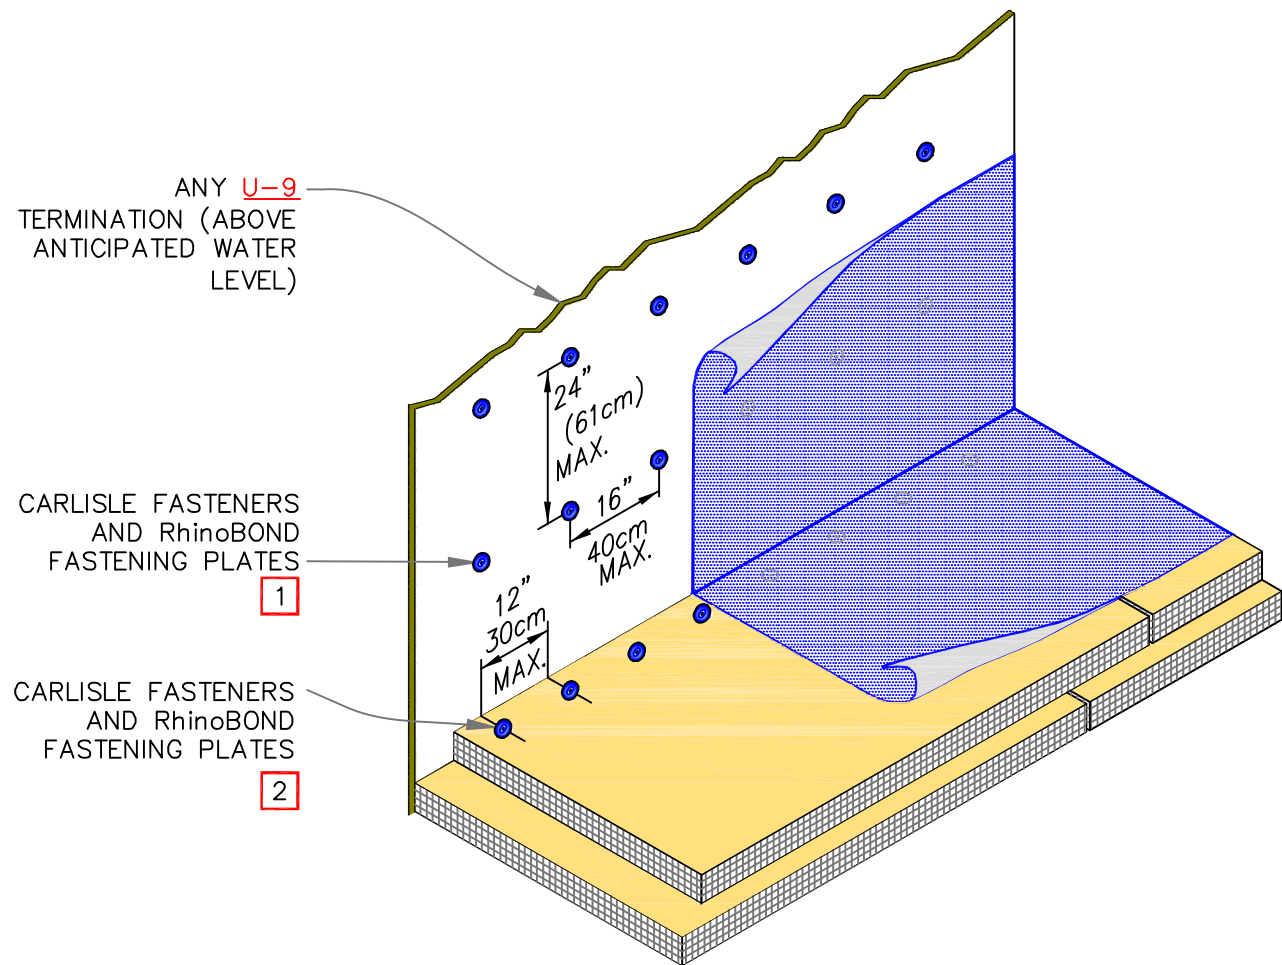 ANY U-9
TERMINATION (ABOVE
ANTICIPATED WATER
LEVEL)
24"
(61cm)
MAX.
16"
40cm
MAX.
CARLISLE FASTENERS
AND RhinoBOND
FASTENING PLATES
1
12"
30cm
MAX.
CARLISLE FASTENERS
AND RhinoBOND
FASTENING PLATES
2